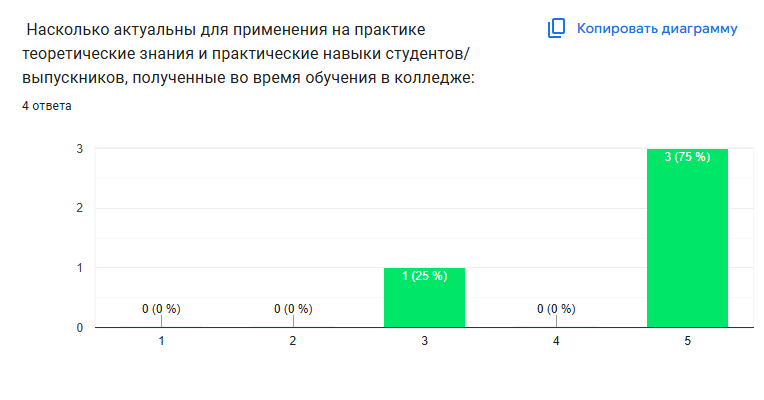 Насколько актуальны для применения на практике
теоретические знания и практические навыки студентов/
выпускников, полученные во время обучения в колледже:
Копировать диаграмму
4 ответа
3
2
1
0
0 (0 %)
0 (0 %)
1 (25 %)
0 (0 %)
3 (75 %)
1
2
3
4
5